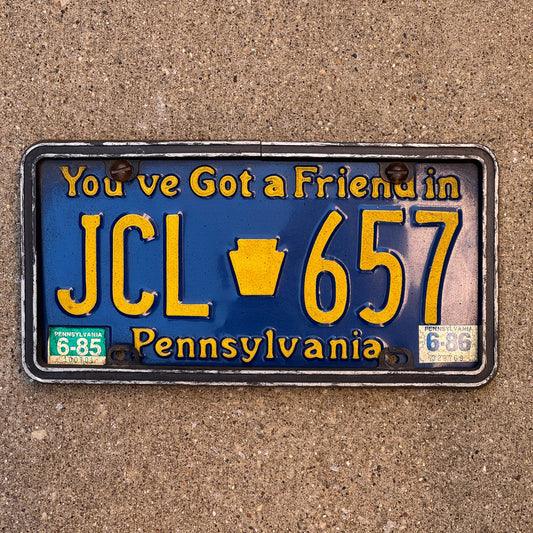 You've Got a Friend in
JCL 657
Pennsylvania
PENNSYLVANIA
6-85
PENNSYLVANIA
6-86